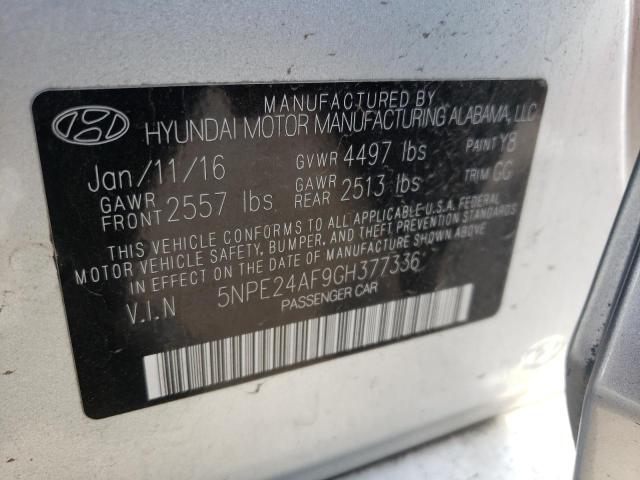 MANUFACTURED BY
HYUNDAI MOTOR MANUFACTURING ALABAMA, LLC
Jan/11/16 GVWR 4497 lbs PAINT Y8
GAWR FRONT 2557 lbs GAWR REAR 2513 lbs TRIM GG
THIS VEHICLE CONFORMS TO ALL APPLICABLE-U.S.A. FEDERAL
MOTOR VEHICLE SAFETY, BUMPER, AND THEFT PREVENTION STANDARDS
IN EFFECT ON THE DATE OF MANUFACTURE SHOWN ABOVE.
V.I.N 5NPE24AF9GH377336
PASSENGER CAR